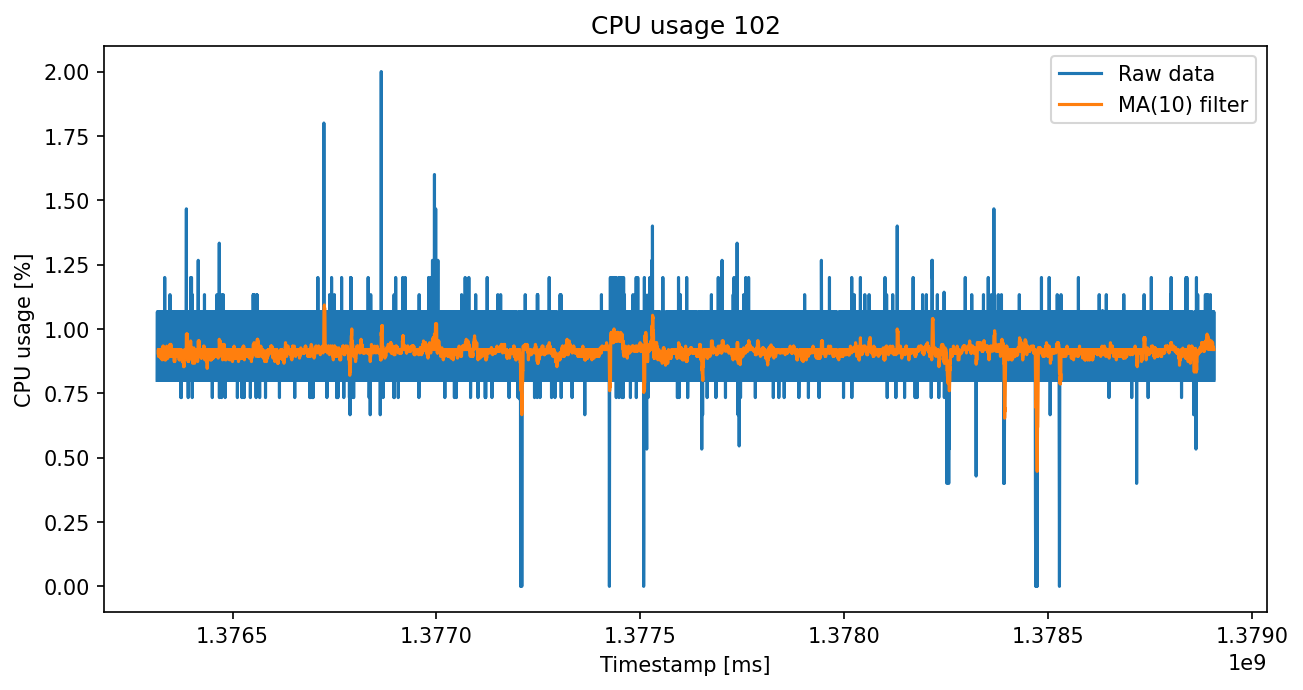 CPU usage 102
Raw data
MA(10) filter
CPU usage [%]
2.00
1.75
1.50
1.25
1.00
0.75
0.50
0.25
0.00
1.3765 1.3770 1.3775 1.3780 1.3785 1.3790
Timestamp [ms]
1e9